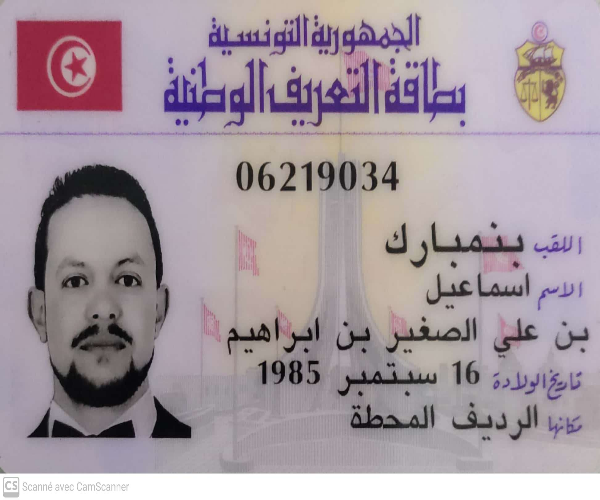 الجمهورية التونسية
بطاقة التعريف الوطنية
06219034
اللقب بنمبارك
الاسم اسماعيل
بن علي الصغير بن ابراهيم
تاريخ الولادة 16 سبتمبر 1985
مكانها الرديف المحطة
CS Scanné avec CamScanner